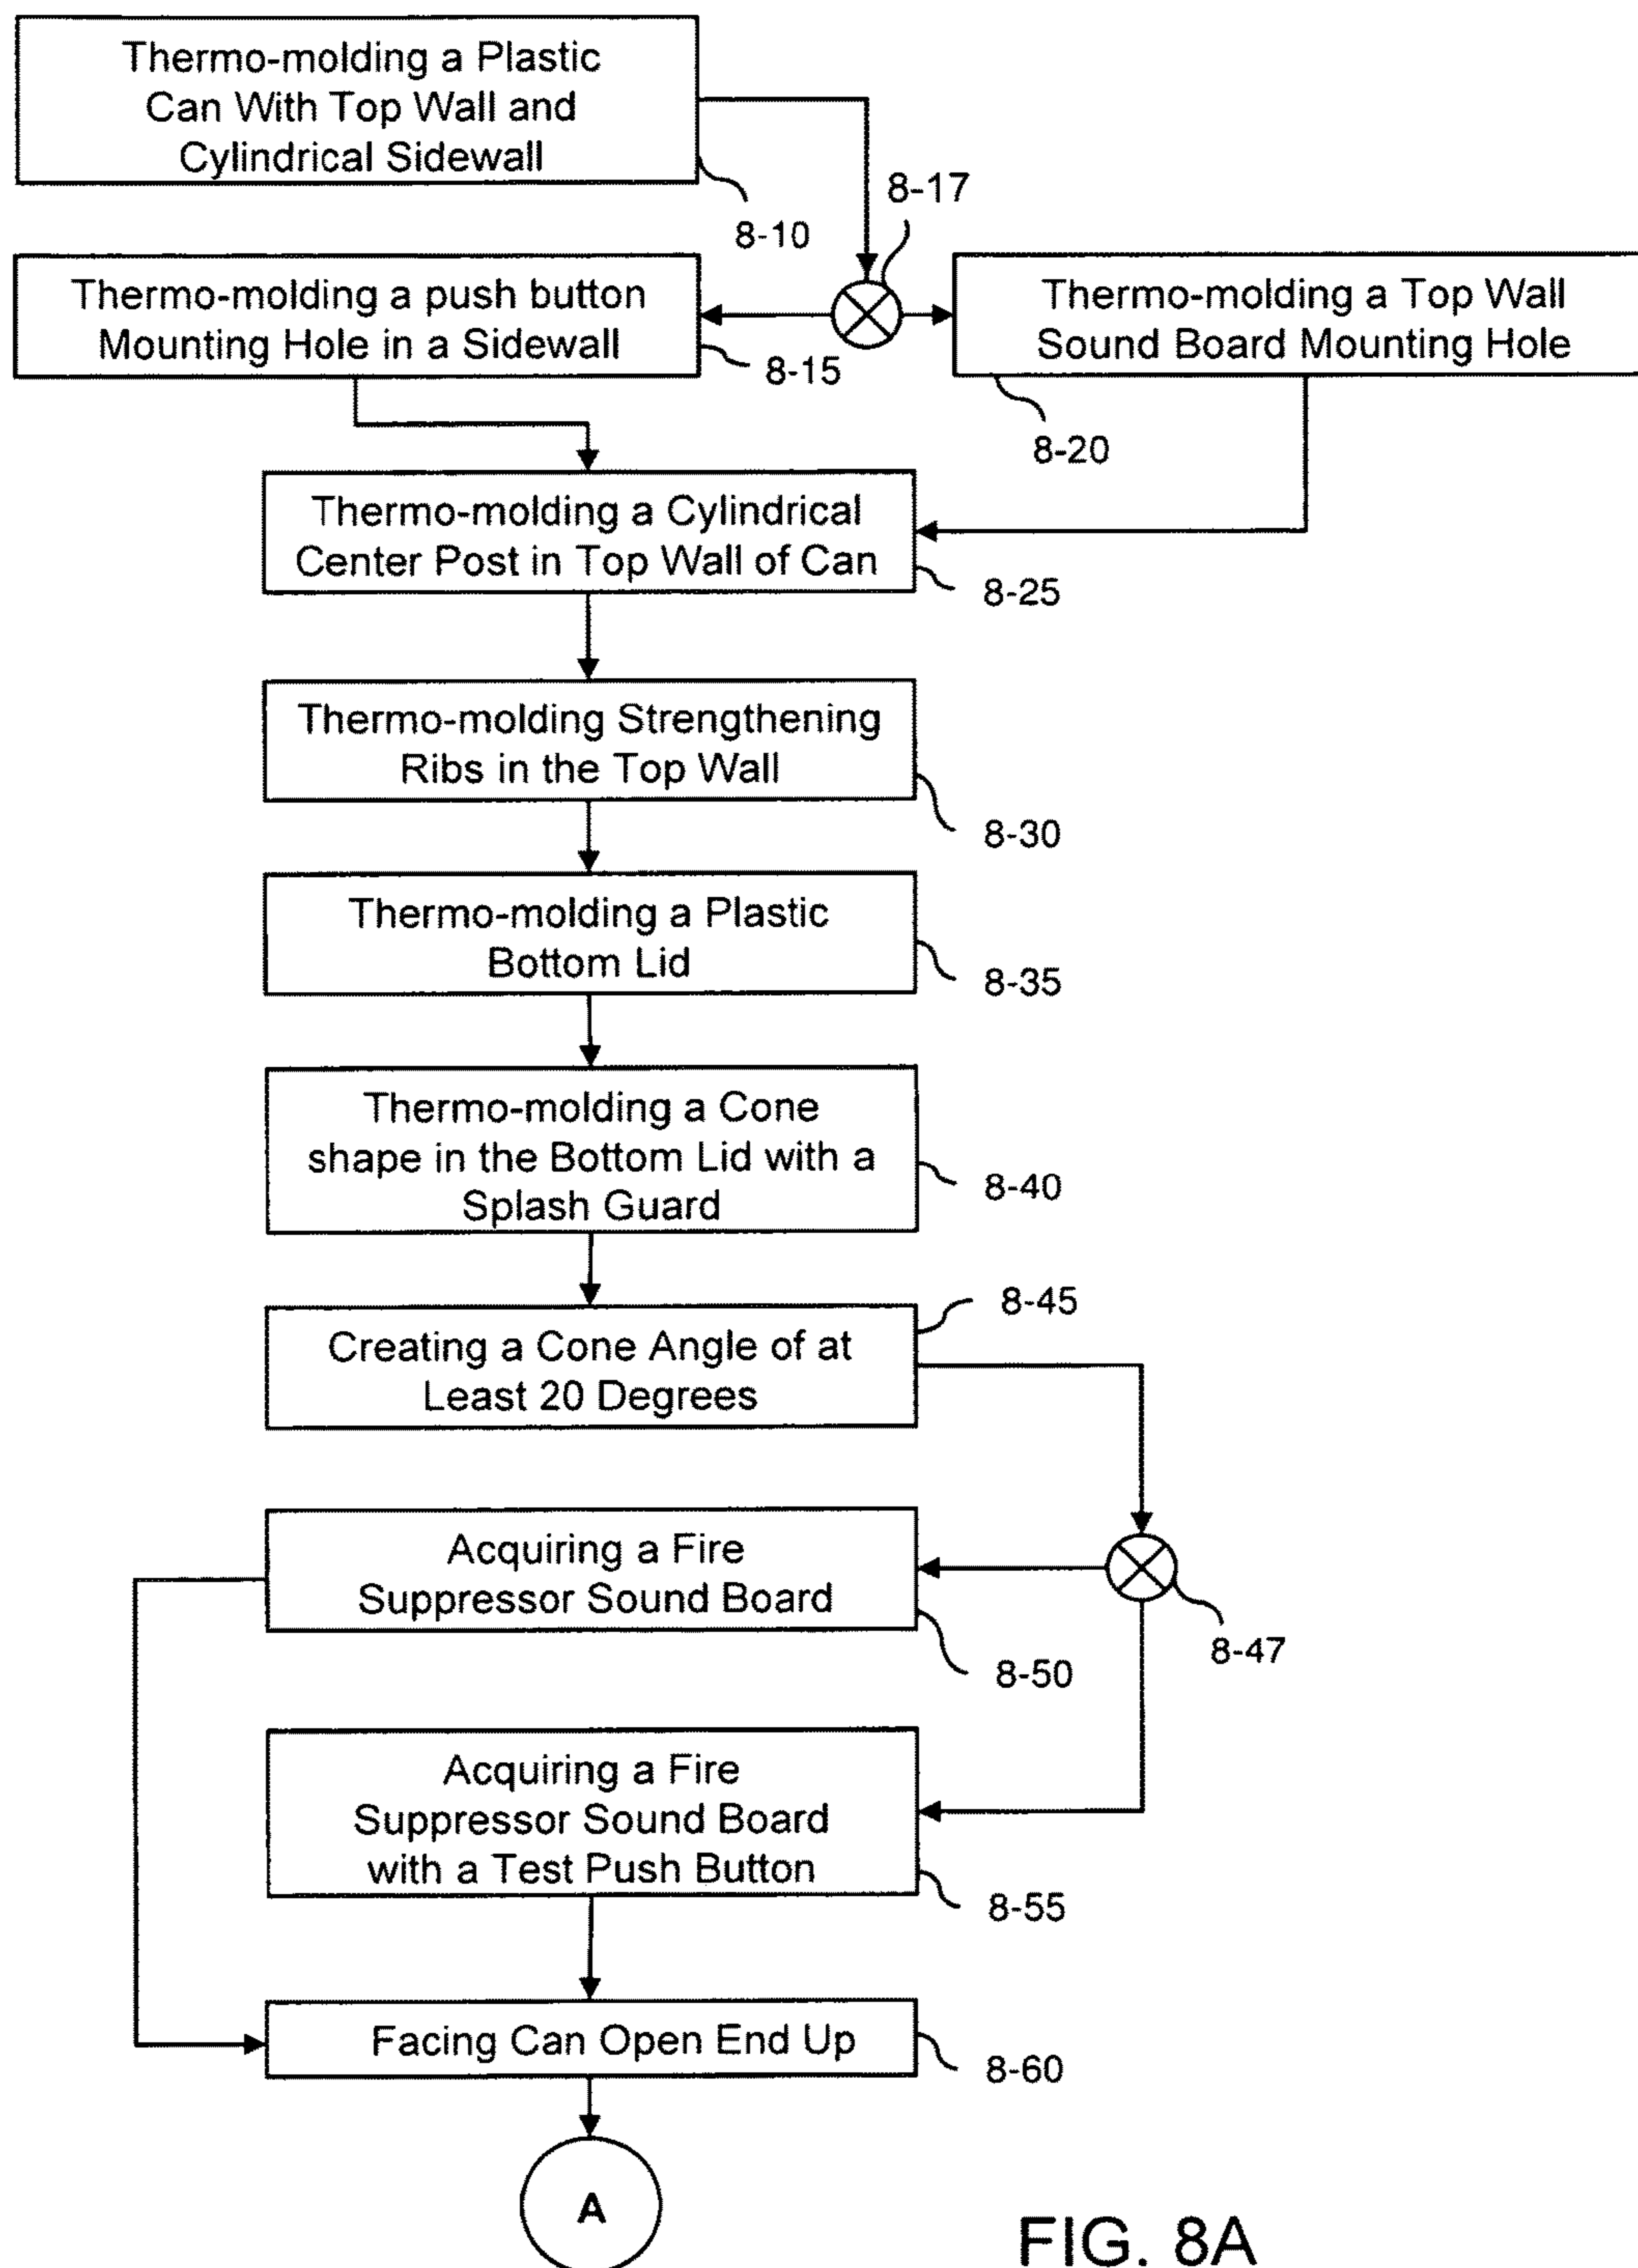 Thermo-molding a Plastic
Can With Top Wall and
Cylindrical Sidewall
8-10
8-17
Thermo-molding a push button
Mounting Hole in a Sidewall
8-15
Thermo-molding a Top Wall
Sound Board Mounting Hole
8-20
Thermo-molding a Cylindrical
Center Post in Top Wall of Can
8-25
Thermo-molding Strengthening
Ribs in the Top Wall
8-30
Thermo-molding a Plastic
Bottom Lid
8-35
Thermo-molding a Cone
shape in the Bottom Lid with a
Splash Guard
8-40
8-45
Creating a Cone Angle of at
Least 20 Degrees
Acquiring a Fire
Suppressor Sound Board
8-47
8-50
Acquiring a Fire
Suppressor Sound Board
with a Test Push Button
8-55
Facing Can Open End Up
8-60
A
FIG. 8A